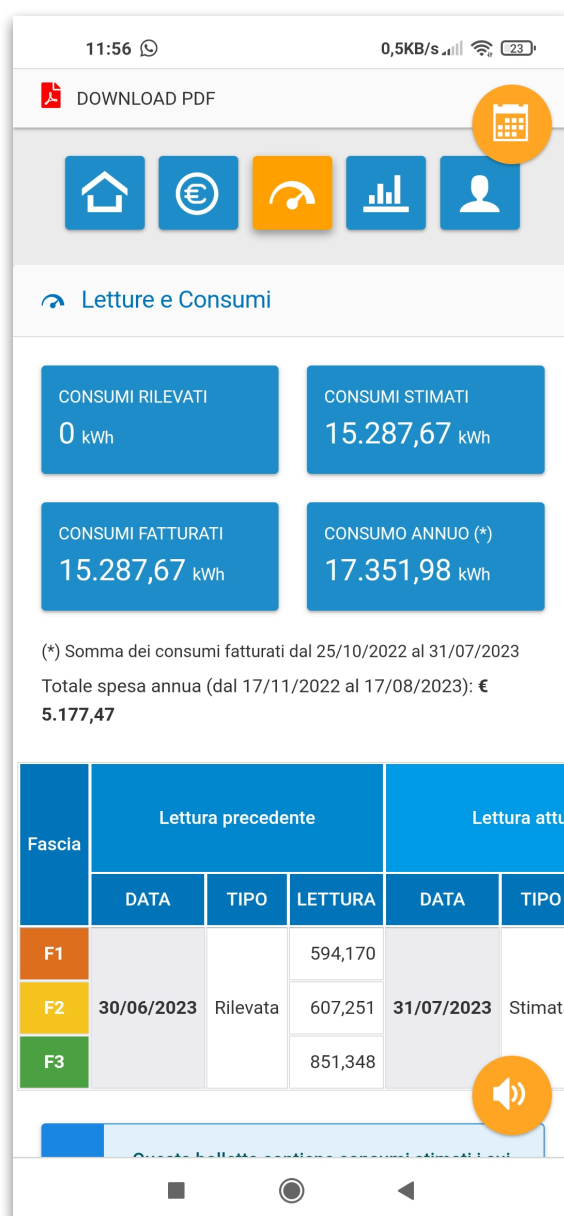 11:56 0,5KB/s 23
DOWNLOAD PDF
Letture e Consumi
CONSUMI RILEVATI
0 kWh
CONSUMI STIMATI
15.287,67 kWh
CONSUMI FATTURATI
15.287,67 kWh
CONSUMO ANNUO (*)
17.351,98 kWh
(*) Somma dei consumi fatturati dal 25/10/2022 al 31/07/2023
Totale spesa annua (dal 17/11/2022 al 17/08/2023): €
5.177,47
Fascia Lettura precedente Lettura attu
DATA TIPO LETTURA DATA TIPO
F1 594,170
F2 30/06/2023 Rilevata 607,251 31/07/2023 Stimat
F3 851,348